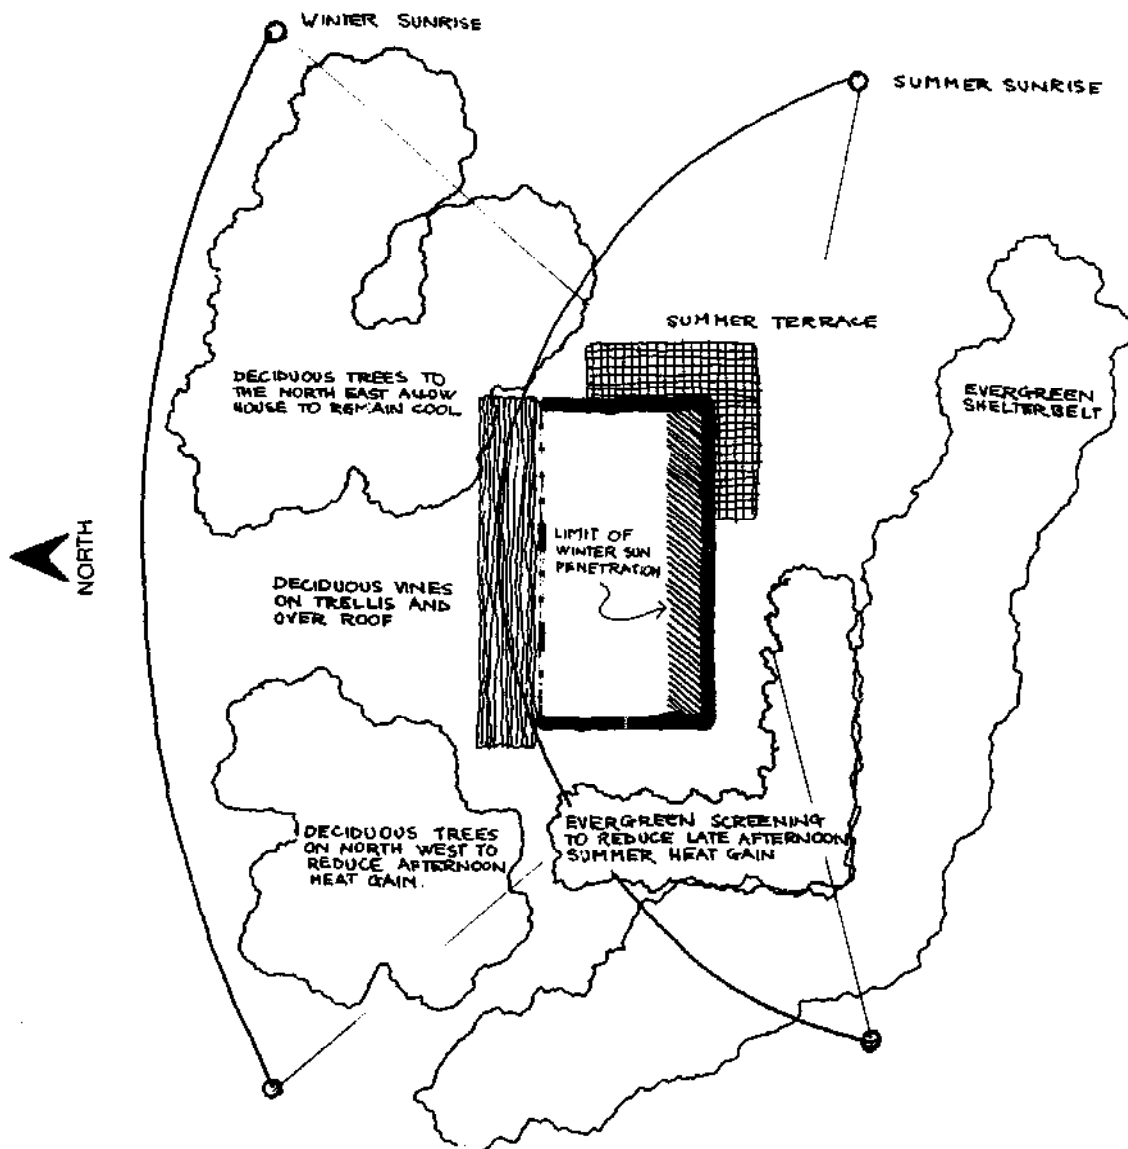 WINTER SUNRISE
SUMMER SUNRISE
SUMMER TERRACE
DECIDUOUS TREES TO
THE NORTH EAST ALLOW
HOUSE TO REMAIN COOL
EVERGREEN
SHELTERBELT
NORTH
LIMIT OF
WINTER SUN
PENETRATION
DECIDUOUS VINES
ON TRELLIS AND
OVER ROOF
DECIDUOUS TREES
ON NORTH WEST TO
REDUCE AFTERNOON
HEAT GAIN.
EVERGREEN SCREENING
TO REDUCE LATE AFTERNOON
SUMMER HEAT GAIN